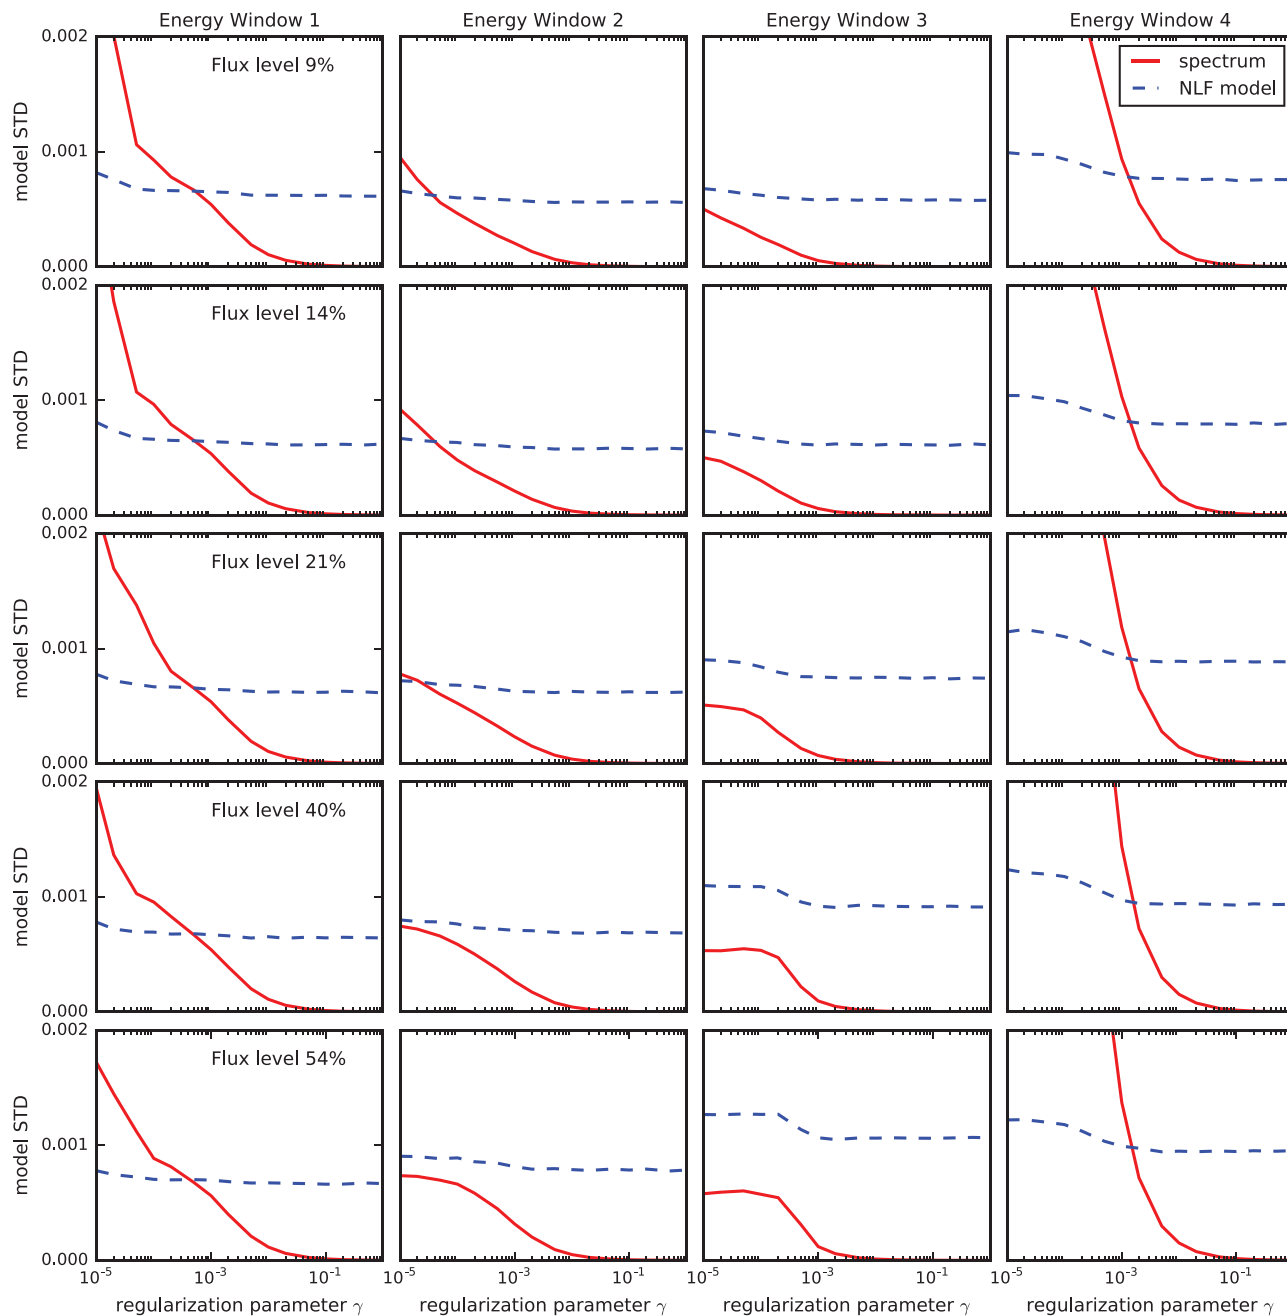 Energy Window 1
Energy Window 2
Energy Window 3
Energy Window 4
0.002
0.001
0.000
model STD
Flux level 9%
spectrum
NLF model
0.002
0.001
0.000
model STD
Flux level 14%
0.002
0.001
0.000
model STD
Flux level 21%
0.002
0.001
0.000
model STD
Flux level 40%
0.002
0.001
0.000
model STD
Flux level 54%
10⁻⁵ 10⁻³ 10⁻¹
10⁻⁵ 10⁻³ 10⁻¹
10⁻⁵ 10⁻³ 10⁻¹
10⁻⁵ 10⁻³ 10⁻¹
regularization parameter γ
regularization parameter γ
regularization parameter γ
regularization parameter γ